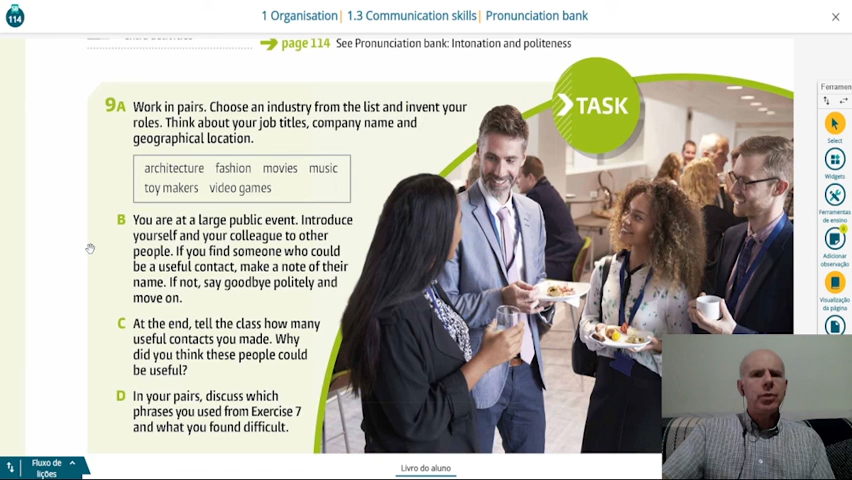 114
1 Organisation| 1.3 Communication skills| Pronunciation bank
page 114 See Pronunciation bank: Intonation and politeness
Ferramen
TASK
9A Work in pairs. Choose an industry from the list and invent your
roles. Think about your job titles, company name and
geographical location.
architecture fashion movies music
toy makers video games
B You are at a large public event. Introduce
yourself and your colleague to other
people. If you find someone who could
be a useful contact, make a note of their
name. If not, say goodbye politely and
move on.
C At the end, tell the class how many
useful contacts you made. Why
did you think these people could
be useful?
D In your pairs, discuss which
phrases you used from Exercise 7
and what you found difficult.
Select
Widgets
Ferramentas
de ensino
Adicionar
observação
Visualização
da página
Fluxo de
lições
Livro do aluno